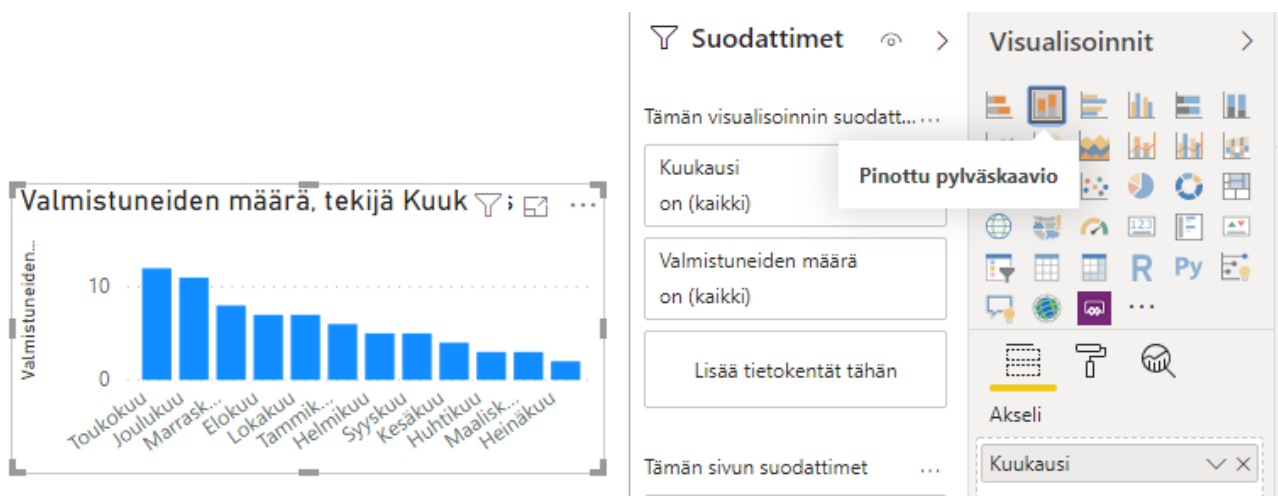 Valmistuneiden määrä, tekijä Kuuk
Valmistuneiden...
10
0
Toukokuu
Joulukuu
Marrask...
Elokuu
Lokakuu
Tammik...
Helmikuu
Syyskuu
Kesäkuu
Huhtikuu
Maalisk...
Heinäkuu
Suodattimet
Tämän visualisoinnin suodatt...
Kuukausi
on (kaikki)
Valmistuneiden määrä
on (kaikki)
Lisää tietokentät tähän
Tämän sivun suodattimet
Visualisoinnit
Pinottu pylväskaavio
123
R
Py
Akseli
Kuukausi